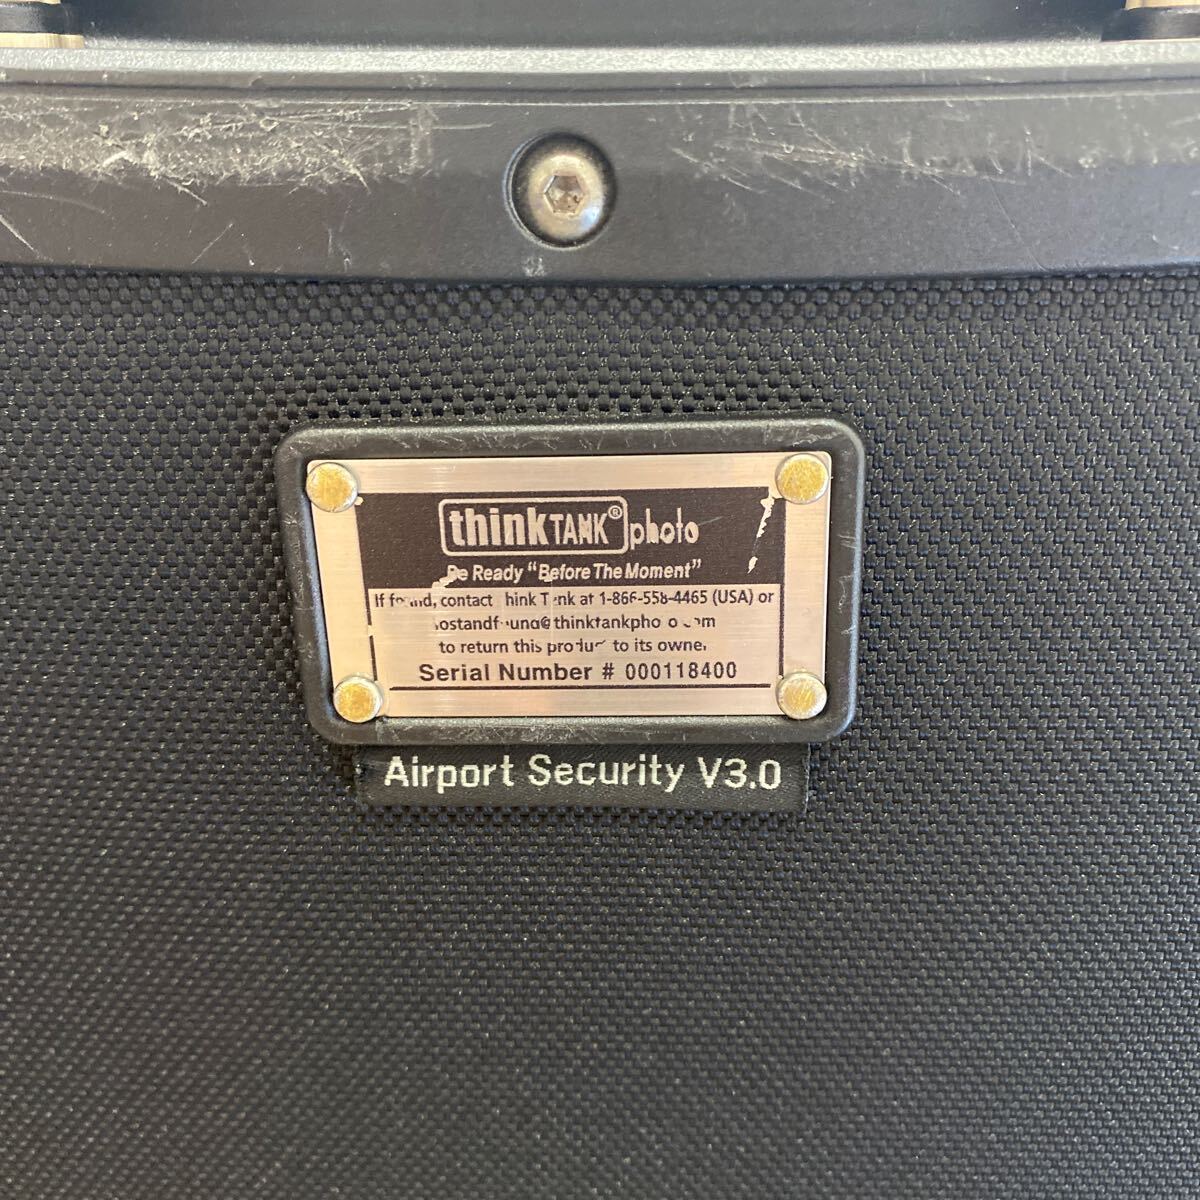 thinkTANK® photo
Be Ready "Before The Moment"
If found, contact Think Tank at 1-866-558-4465 (USA) or
lostandfound@thinktankphoto.com
to return this product to its owner.
Serial Number # 000118400
Airport Security V3.0